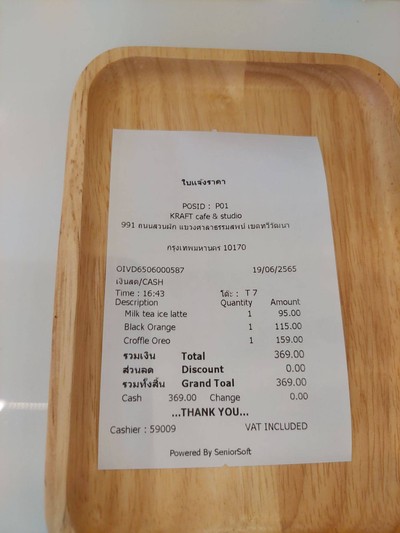 ใบแจ้งราคา
POSID : P01
KRAFT cafe & studio
991 ถนนสวนผัก แขวงศาลาธรรมสพน์ เขตทวีวัฒนา
กรุงเทพมหานคร 10170
OIVD6506000587 19/06/2565
เงินสด/CASH
Time : 16:43 โต๊ะ : T 7
Description Quantity Amount
Milk tea ice latte 1 95.00
Black Orange 1 115.00
Croffle Oreo 1 159.00
รวมเงิน Total 369.00
ส่วนลด Discount 0.00
รวมทั้งสิ้น Grand Toal 369.00
Cash 369.00 Change 0.00
...THANK YOU...
Cashier : 59009 VAT INCLUDED
Powered By SeniorSoft